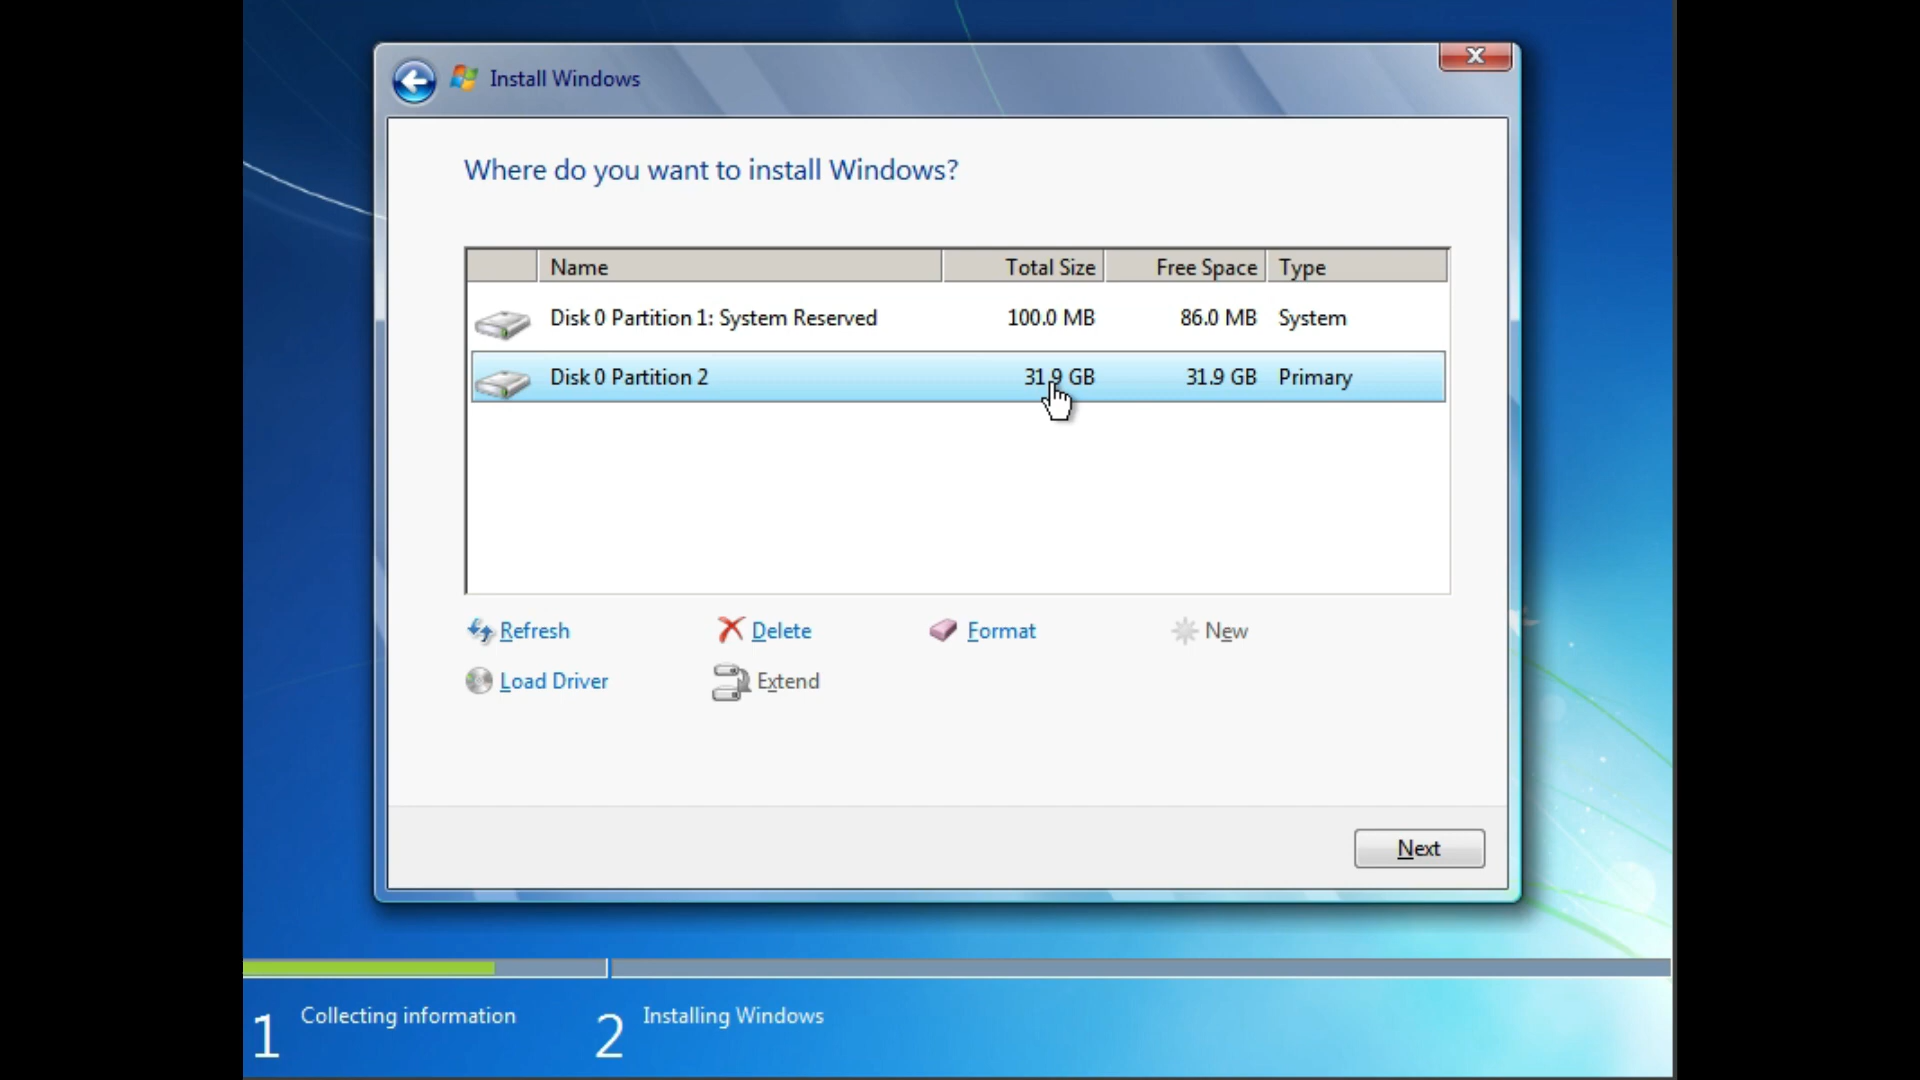 Install Windows
Where do you want to install Windows?
Name Total Size Free Space Type
Disk 0 Partition 1: System Reserved 100.0 MB 86.0 MB System
Disk 0 Partition 2 31.9 GB 31.9 GB Primary
Refresh Delete Format New
Load Driver Extend
Next
1 Collecting information 2 Installing Windows